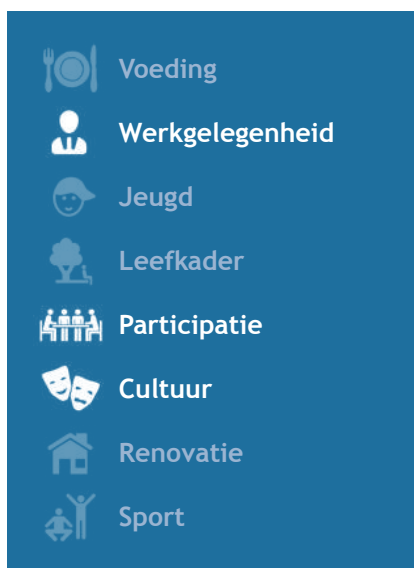 Voeding
Werkgelegenheid
Jeugd
Leefkader
Participatie
Cultuur
Renovatie
Sport